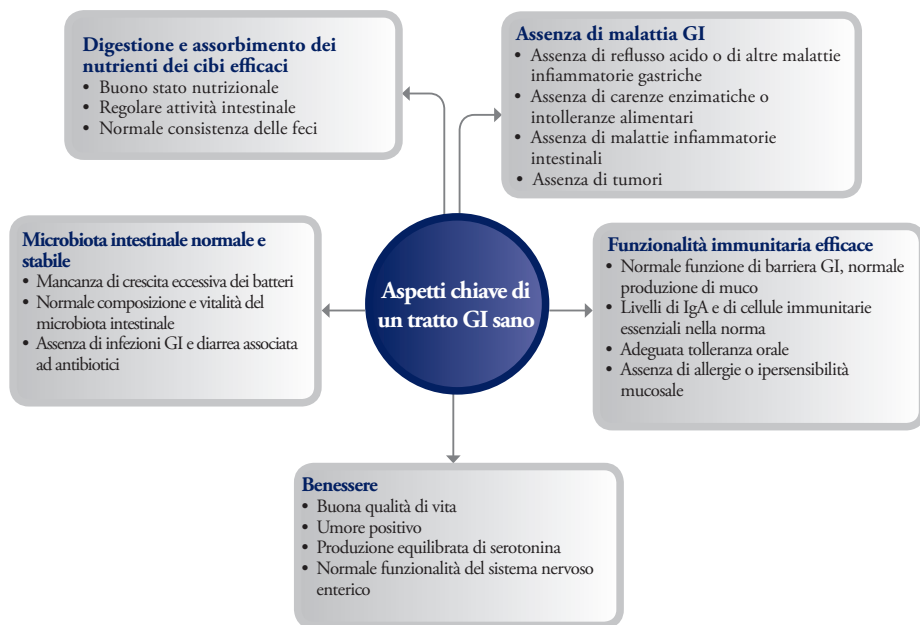 Digestione e assorbimento dei
nutrienti dei cibi efficaci
• Buono stato nutrizionale
• Regolare attività intestinale
• Normale consistenza delle feci
Assenza di malattia GI
• Assenza di reflusso acido o di altre malattie
infiammatorie gastriche
• Assenza di carenze enzimatiche o
intolleranze alimentari
• Assenza di malattie infiammatorie
intestinali
• Assenza di tumori
Microbiota intestinale normale e
stabile
• Mancanza di crescita eccessiva dei batteri
• Normale composizione e vitalità del
microbiota intestinale
• Assenza di infezioni GI e diarrea associata
ad antibiotici
Aspetti chiave di
un tratto GI sano
Funzionalità immunitaria efficace
• Normale funzione di barriera GI, normale
produzione di muco
• Livelli di IgA e di cellule immunitarie
essenziali nella norma
• Adeguata tolleranza orale
• Assenza di allergie o ipersensibilità
mucosale
Benessere
• Buona qualità di vita
• Umore positivo
• Produzione equilibrata di serotonina
• Normale funzionalità del sistema nervoso
enterico